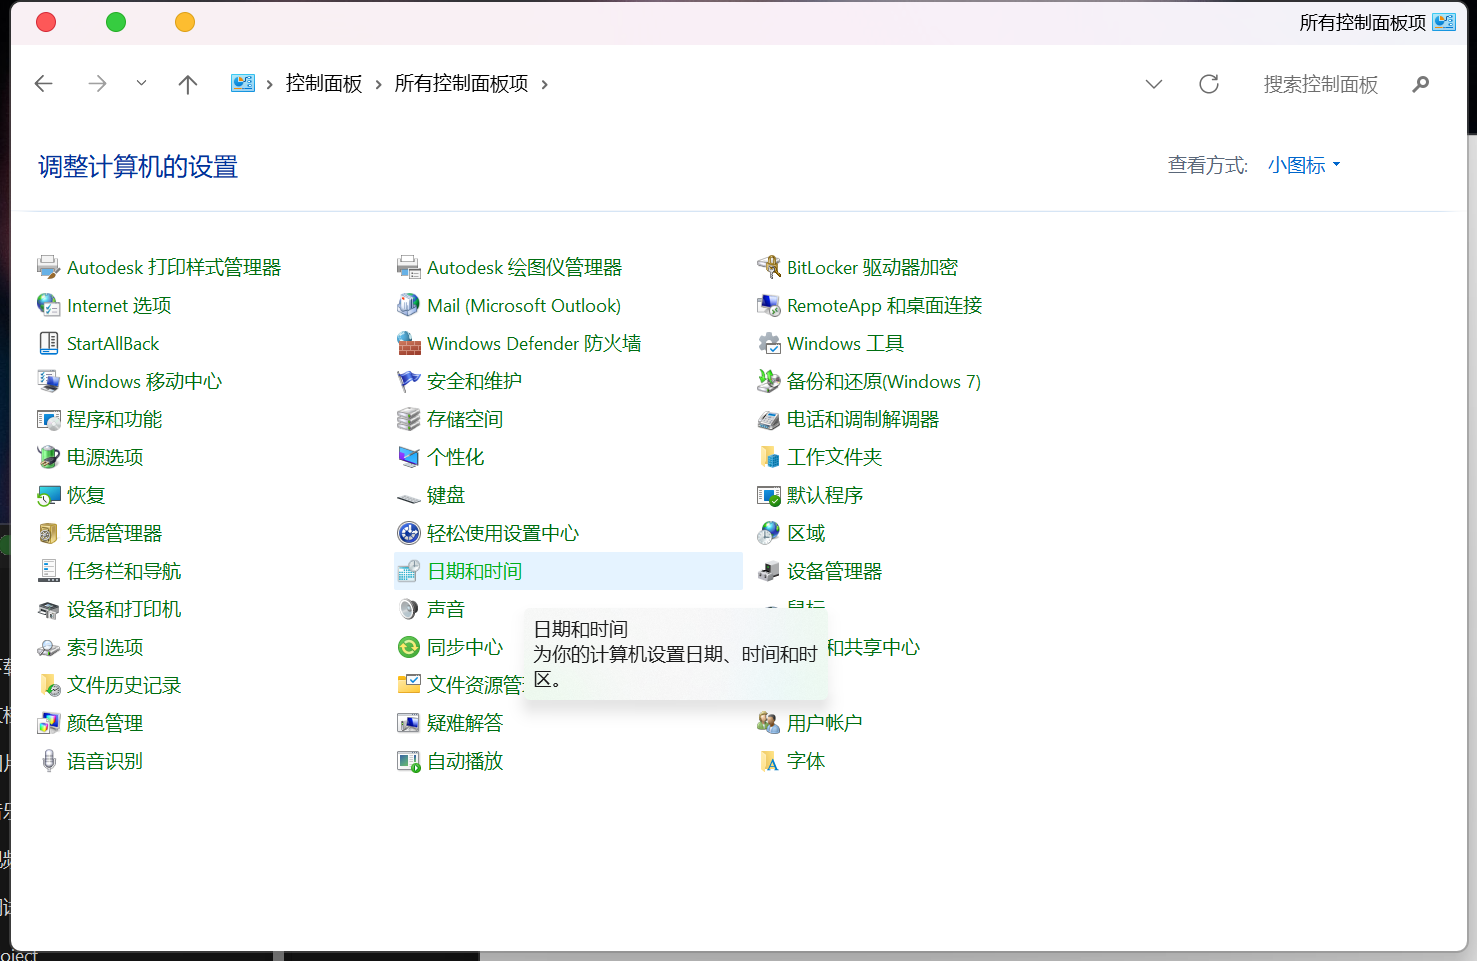 所有控制面板项
控制面板
所有控制面板项
搜索控制面板
调整计算机的设置
查看方式:
小图标
Autodesk 打印样式管理器
Autodesk 绘图仪管理器
BitLocker 驱动器加密
Internet 选项
Mail (Microsoft Outlook)
RemoteApp 和桌面连接
StartAllBack
Windows Defender 防火墙
Windows 工具
Windows 移动中心
安全和维护
备份和还原(Windows 7)
程序和功能
存储空间
电话和调制解调器
电源选项
个性化
工作文件夹
恢复
键盘
默认程序
凭据管理器
轻松使用设置中心
区域
任务栏和导航
日期和时间
设备管理器
设备和打印机
声音
鼠标
索引选项
同步中心
和共享中心
日期和时间
为你的计算机设置日期、时间和时
区。
文件历史记录
文件资源管
颜色管理
疑难解答
用户帐户
语音识别
自动播放
字体
oject